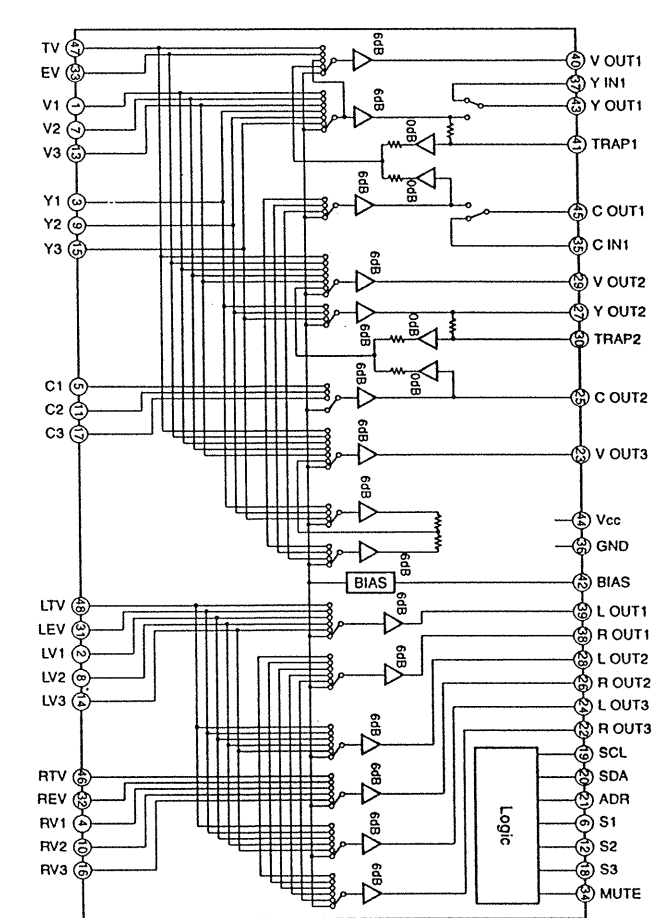 TV 47
EV 33
V1 1
V2 7
V3 13
Y1 3
Y2 9
Y3 15
C1 5
C2 11
C3 17
LTV 48
LEV 31
LV1 2
LV2 8
LV3 14
RTV 46
REV 32
RV1 4
RV2 10
RV3 16
6dB
6dB
0dB
0dB
6dB
6dB
6dB
0dB
0dB
6dB
6dB
6dB
6dB
BIAS
6dB
6dB
6dB
6dB
6dB
6dB
Logic
40 V OUT1
37 Y IN1
43 Y OUT1
41 TRAP1
45 C OUT1
35 C IN1
29 V OUT2
27 Y OUT2
30 TRAP2
25 C OUT2
23 V OUT3
44 Vcc
36 GND
42 BIAS
39 L OUT1
38 R OUT1
28 L OUT2
26 R OUT2
24 L OUT3
22 R OUT3
19 SCL
20 SDA
21 ADR
6 S1
12 S2
18 S3
34 MUTE